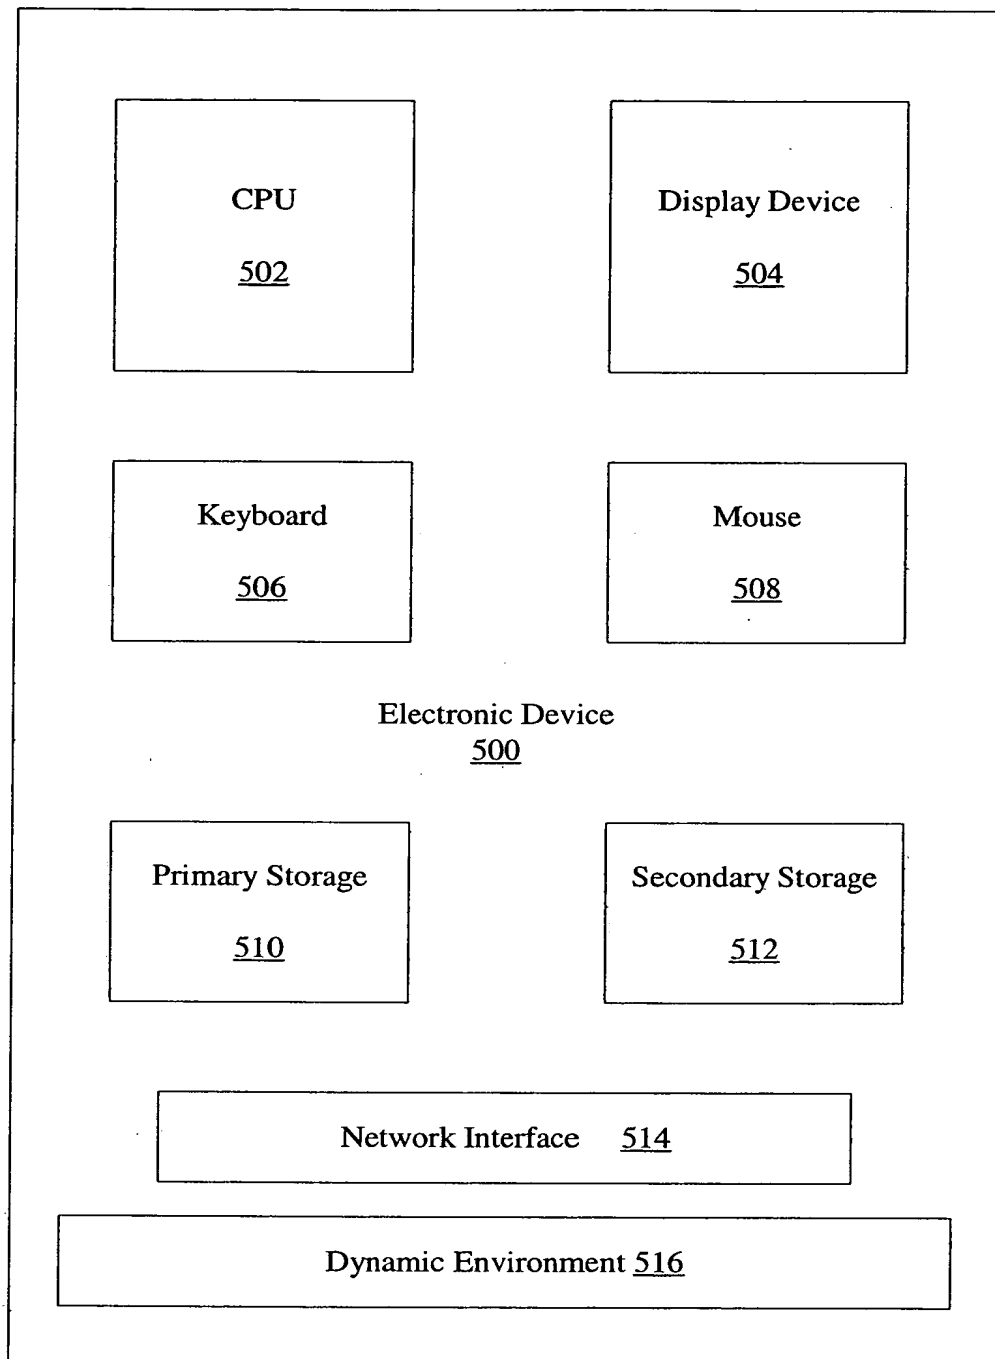 CPU
502
Display Device
504
Keyboard
506
Mouse
508
Electronic Device
500
Primary Storage
510
Secondary Storage
512
Network Interface 514
Dynamic Environment 516